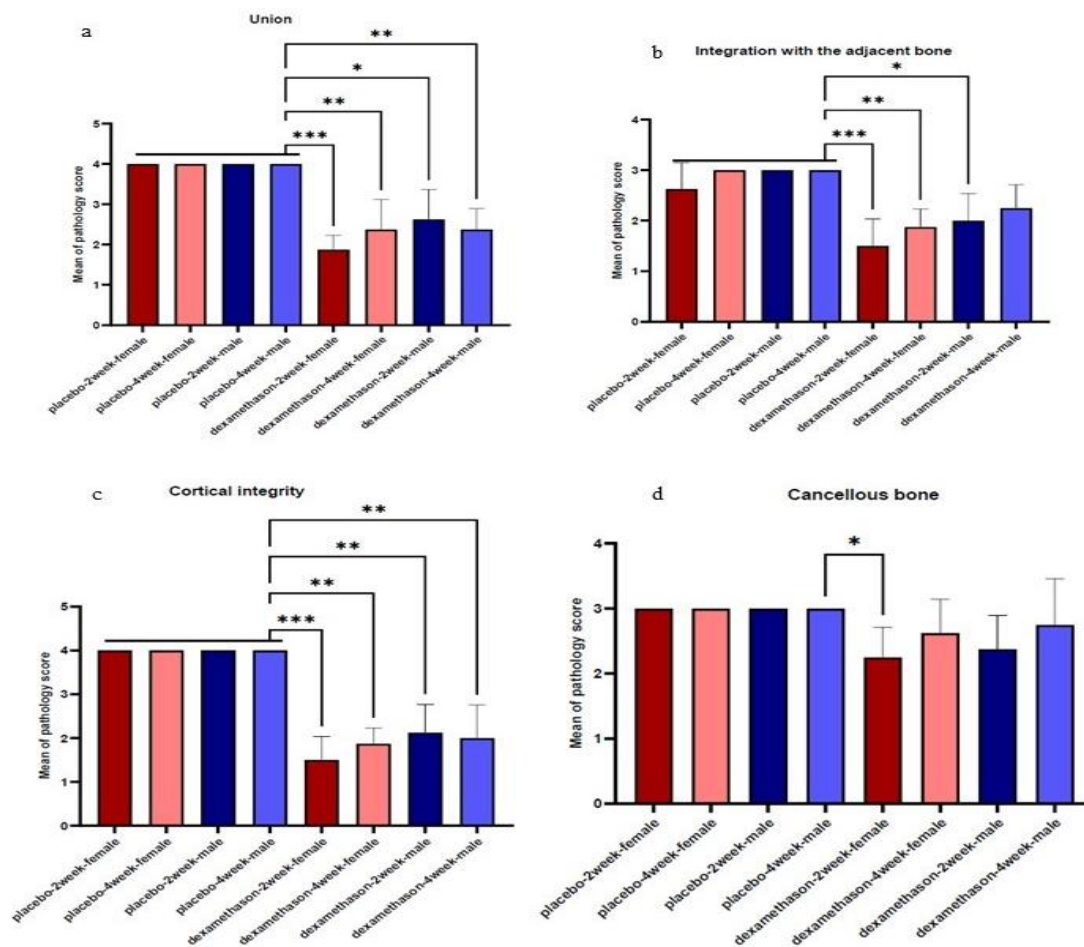 a
Union
**
*
**
***
Mean of pathology score
5
4
3
2
1
0
placebo-2week-female
placebo-4week-female
placebo-2week-male
placebo-4week-male
dexamethason-2week-female
dexamethason-4week-female
dexamethason-2week-male
dexamethason-4week-male
b
Integration with the adjacent bone
*
**
***
Mean of pathology score
4
3
2
1
0
placebo-2week-female
placebo-4week-female
placebo-2week-male
placebo-4week-male
dexamethason-2week-female
dexamethason-4week-female
dexamethason-2week-male
dexamethason-4week-male
c
Cortical integrity
**
**
**
***
Mean of pathology score
5
4
3
2
1
0
placebo-2week-female
placebo-4week-female
placebo-2week-male
placebo-4week-male
dexamethason-2week-female
dexamethason-4week-female
dexamethason-2week-male
dexamethason-4week-male
d
Cancellous bone
*
Mean of pathology score
4
3
2
1
0
placebo-2week-female
placebo-4week-female
placebo-2week-male
placebo-4week-male
dexamethason-2week-female
dexamethason-4week-female
dexamethason-2week-male
dexamethason-4week-male